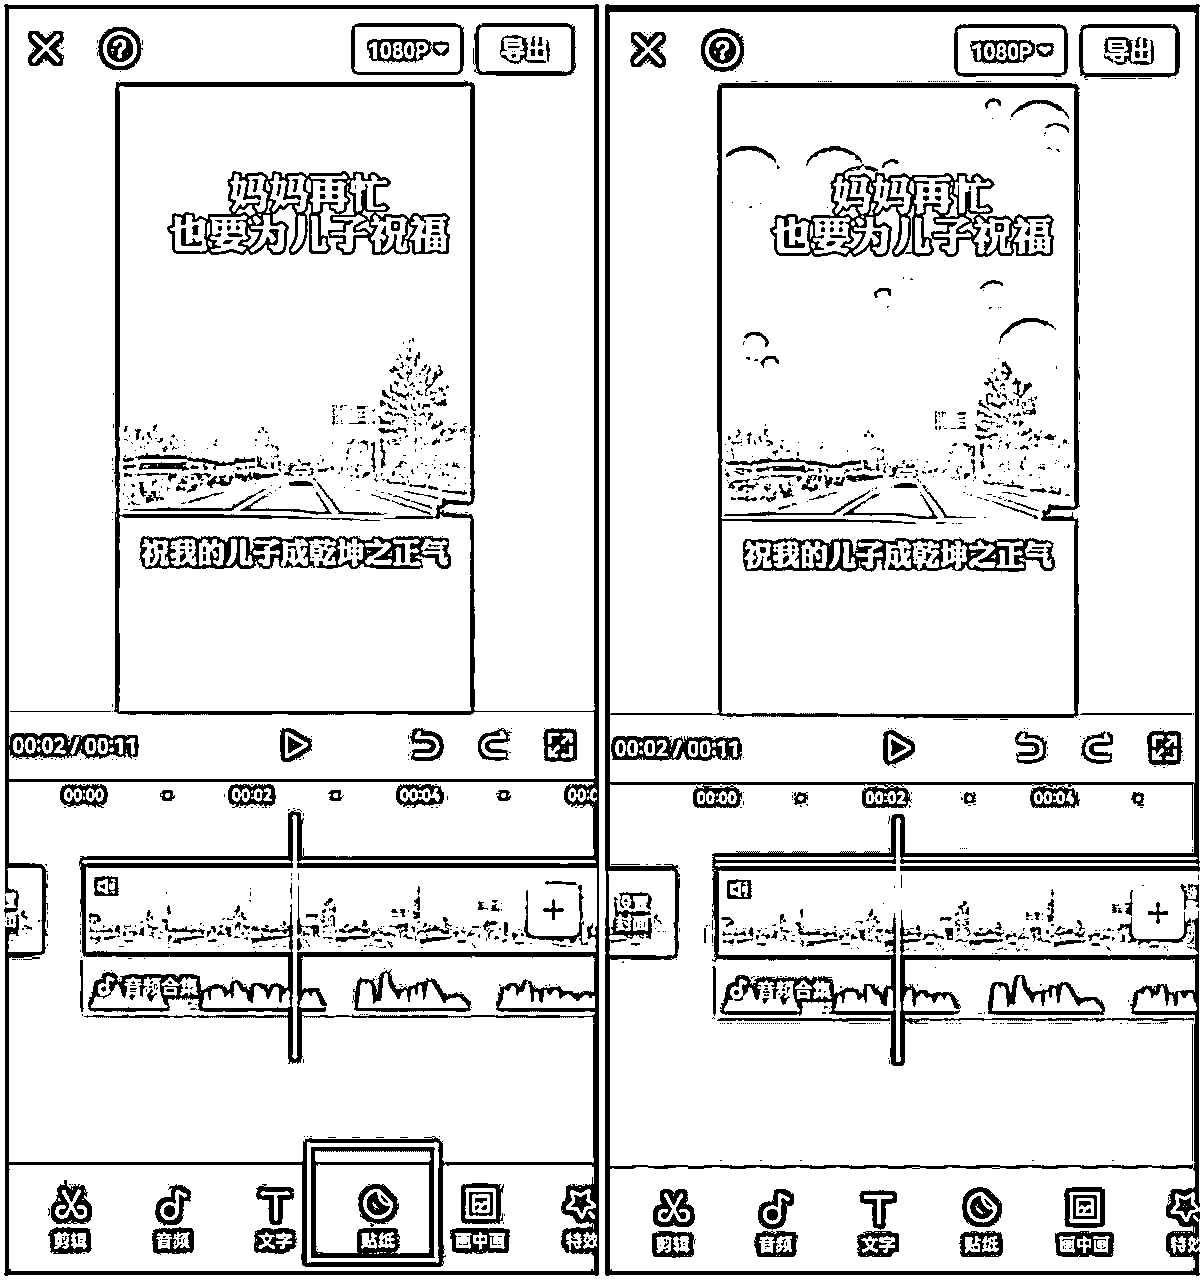 1080P 导出
妈妈再忙
也要为儿子祝福
祝我的儿子成乾坤之正气
00:02 / 00:11
00:00 00:02 00:04
音频合集
剪辑 音频 文字 贴纸 画中画 特效
1080P 导出
妈妈再忙
也要为儿子祝福
祝我的儿子成乾坤之正气
00:02 / 00:11
00:00 00:02 00:04
设置
封面
音频合集
剪辑 音频 文字 贴纸 画中画 特效